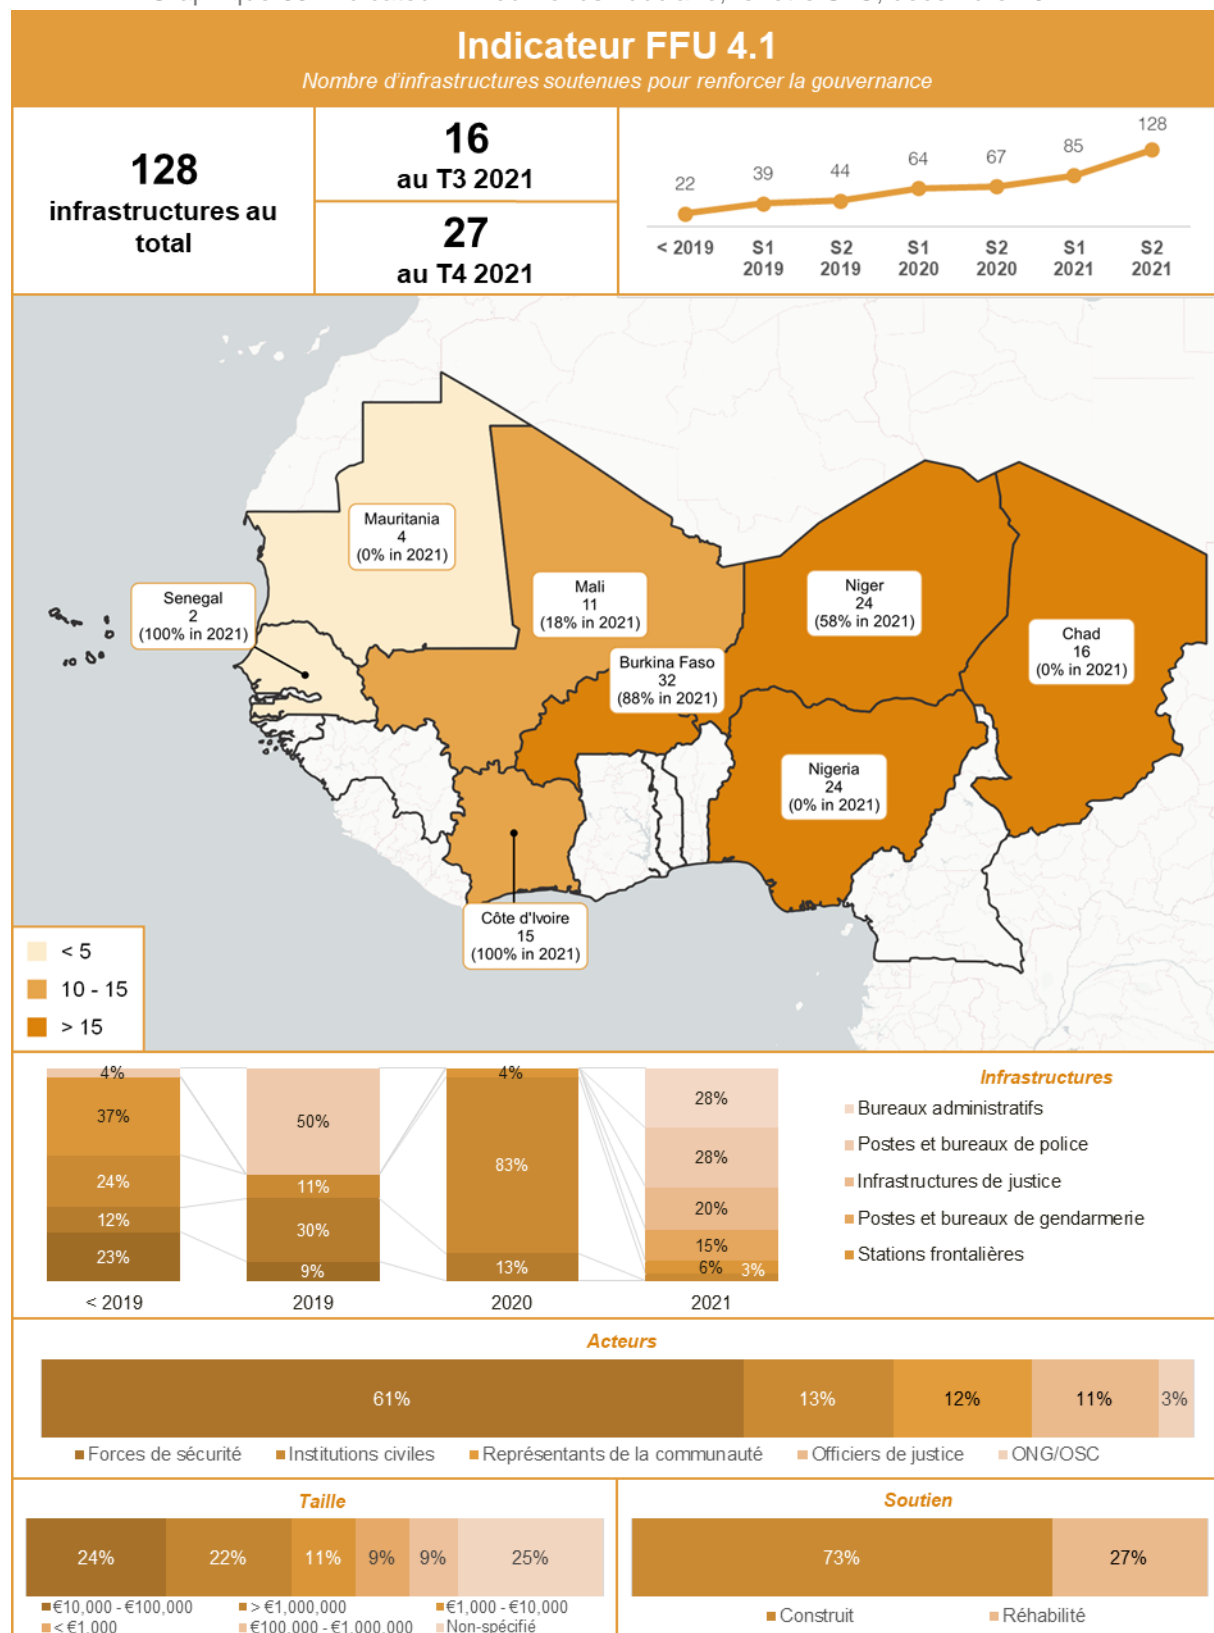 Indicateur FFU 4.1
Nombre d'infrastructures soutenues pour renforcer la gouvernance
128
infrastructures au
total
16
au T3 2021
27
au T4 2021
22
39
44
64
67
85
128
< 2019
S1
2019
S2
2019
S1
2020
S2
2020
S1
2021
S2
2021
Mauritania
4
(0% in 2021)
Senegal
2
(100% in 2021)
Mali
11
(18% in 2021)
Niger
24
(58% in 2021)
Chad
16
(0% in 2021)
Burkina Faso
32
(88% in 2021)
Nigeria
24
(0% in 2021)
Côte d'Ivoire
15
(100% in 2021)
< 5
10 - 15
> 15
4%
37%
24%
12%
23%
< 2019
50%
11%
30%
9%
2019
4%
83%
13%
2020
28%
28%
20%
15%
6%
3%
2021
Infrastructures
Bureaux administratifs
Postes et bureaux de police
Infrastructures de justice
Postes et bureaux de gendarmerie
Stations frontalières
Acteurs
61%
13%
12%
11%
3%
Forces de sécurité
Institutions civiles
Représentants de la communauté
Officiers de justice
ONG/OSC
Taille
24%
22%
11%
9%
9%
25%
€10,000 - €100,000
> €1,000,000
€1,000 - €10,000
< €1,000
€100,000 - €1,000,000
Non-spécifié
Soutien
73%
27%
Construit
Réhabilité